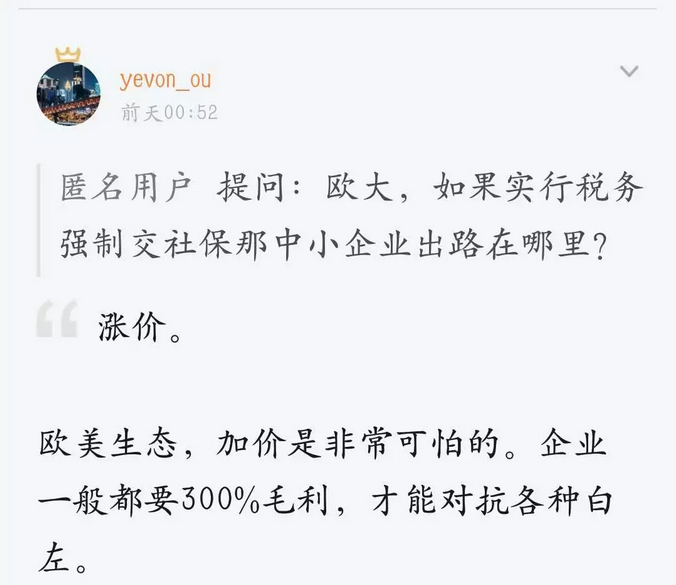 yevon_ou
前天00:52
匿名用户 提问：欧大，如果实行税务
强制交社保那中小企业出路在哪里？
涨价。
欧美生态，加价是非常可怕的。企业
一般都要300%毛利，才能对抗各种白
左。